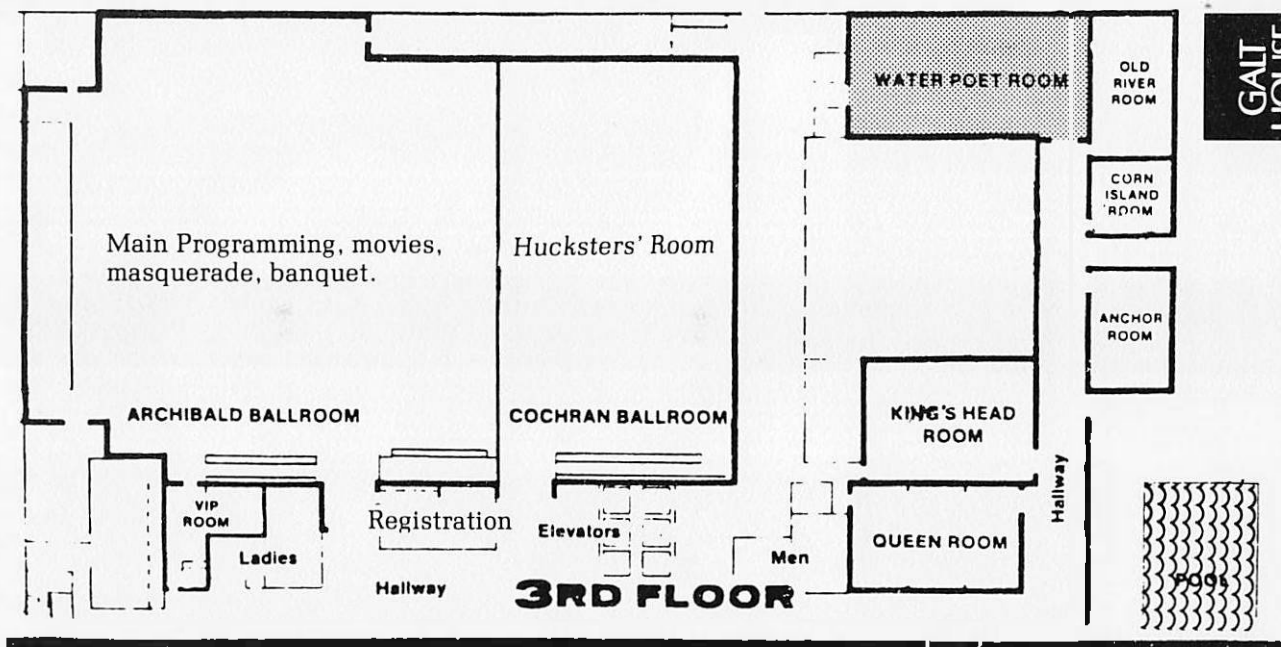 WATER POET ROOM
OLD
RIVER
ROOM
GALT
HOUSE
CORN
ISLAND
ROOM
Main Programming, movies,
masquerade, banquet.
Hucksters' Room
ANCHOR
ROOM
ARCHIBALD BALLROOM
COCHRAN BALLROOM
KING'S HEAD
ROOM
VIP
ROOM
Registration
Elevators
Hallway
Ladies
Men
QUEEN ROOM
Hallway
3RD FLOOR
POOL